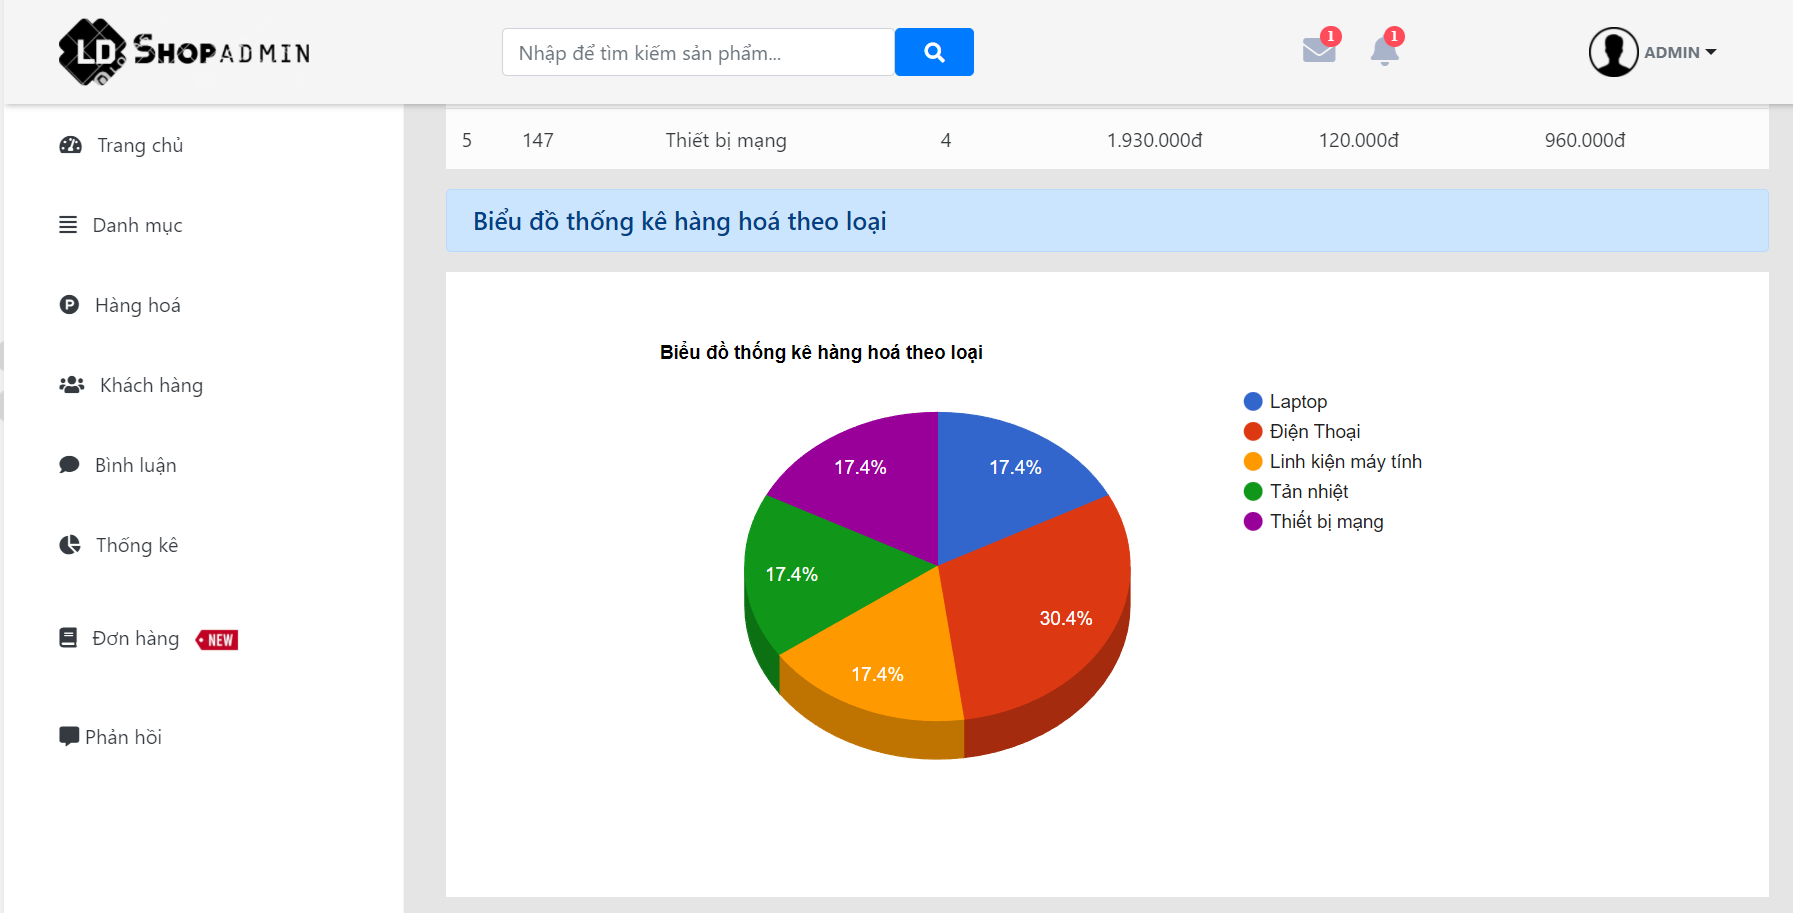 LD SHOPADMIN
Nhập để tìm kiếm sản phẩm...
1
1
ADMIN
Trang chủ
Danh mục
Hàng hoá
Khách hàng
Bình luận
Thống kê
Đơn hàng NEW
Phản hồi
5 147 Thiết bị mạng 4 1.930.000đ 120.000đ 960.000đ
Biểu đồ thống kê hàng hoá theo loại
Biểu đồ thống kê hàng hoá theo loại
17.4% 17.4%
17.4%
30.4%
17.4%
Laptop
Điện Thoại
Linh kiện máy tính
Tản nhiệt
Thiết bị mạng